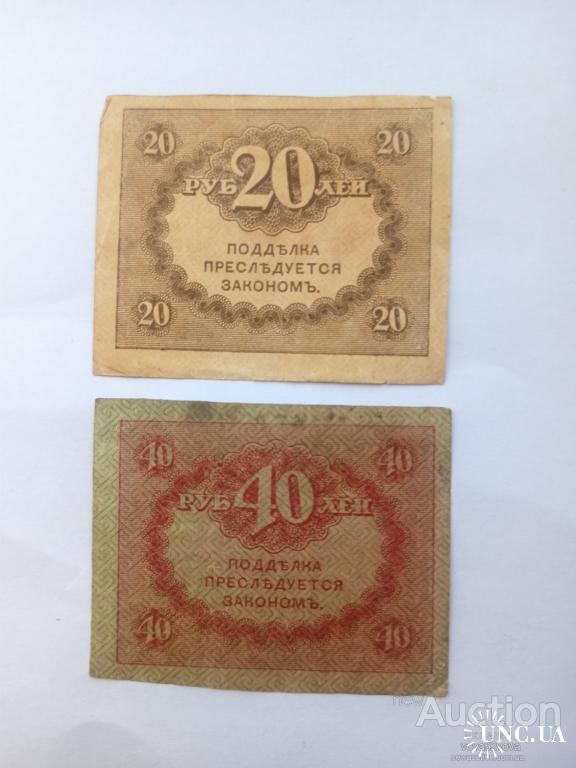 20 20
РУБ 20 ЛЕЙ
ПОДДѢЛКА
ПРЕСЛѢДУЕТСЯ
ЗАКОНОМЪ.
20 20
40 40
РУБ 40 ЛЕЙ
ПОДДѢЛКА
ПРЕСЛѢДУЕТСЯ
ЗАКОНОМЪ.
40 40
Auction
UNC.UA